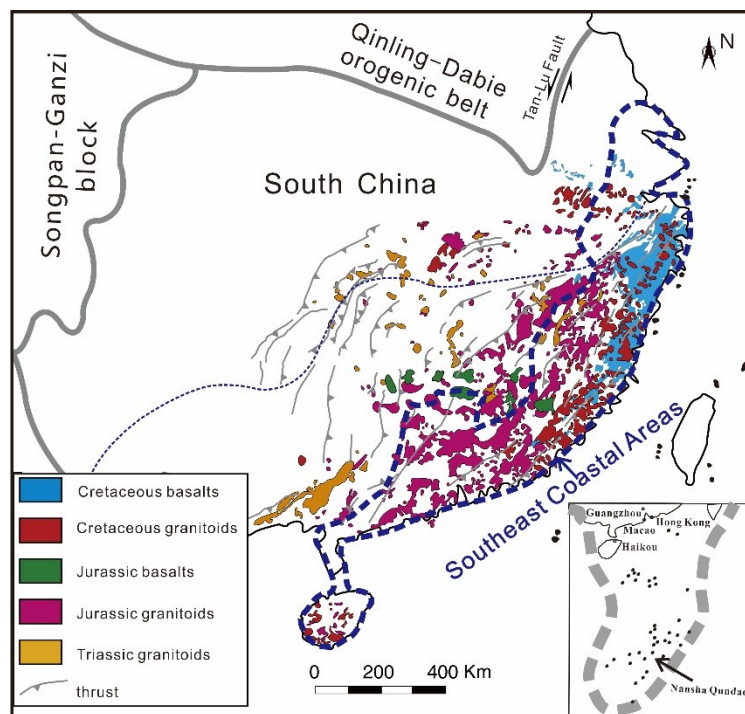 Qinling-Dabie
orogenic belt
Tan-Lu Fault
N
Songpan-Ganzi
block
South China
Southeast Coastal Areas
Cretaceous basalts
Cretaceous granitoids
Jurassic basalts
Jurassic granitoids
Triassic granitoids
thrust
0 200 400 Km
Guangzhou
Hong Kong
Macao
Haikou
Nansha Qundao